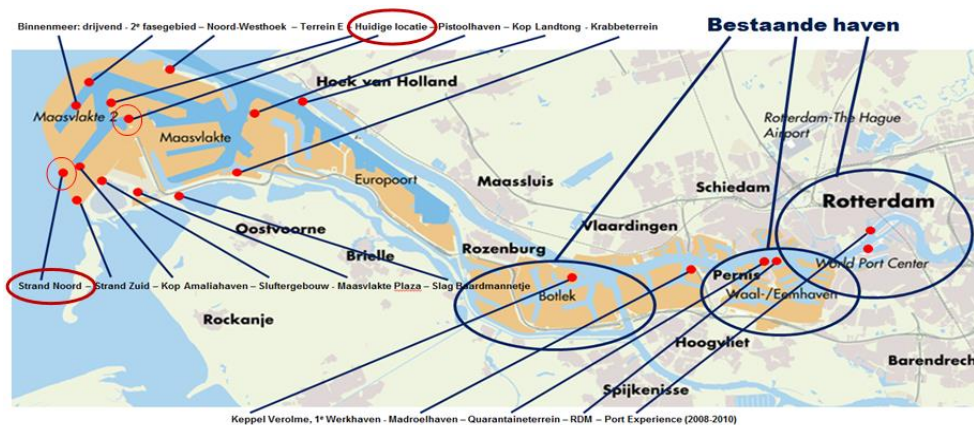 Bestaande haven
Binnenmeer: drijvend - 2e fasegebied – Noord-Westhoek – Terrein E – Huidige locatie – Pistoolhaven – Kop Landtong - Krabbeterrein
Hoek van Holland
Maasvlakte 2
Maasvlakte
Rotterdam-The Hague
Airport
Europoort
Maassluis
Schiedam
Rotterdam
Vlaardingen
Oostvoorne
Brielle
Rozenburg
World Port Center
Pernis
Strand Noord – Strand Zuid – Kop Amaliahaven – Sluftergebouw - Maasvlakte Plaza – Slag Baardmannetje
Botlek
Waal-/Eemhaven
Rockanje
Hoogvliet
Barendrech
Spijkenisse
Keppel Verolme, 1e Werkhaven - Madroelhaven – Quarantaineterrein – RDM – Port Experience (2008-2010)